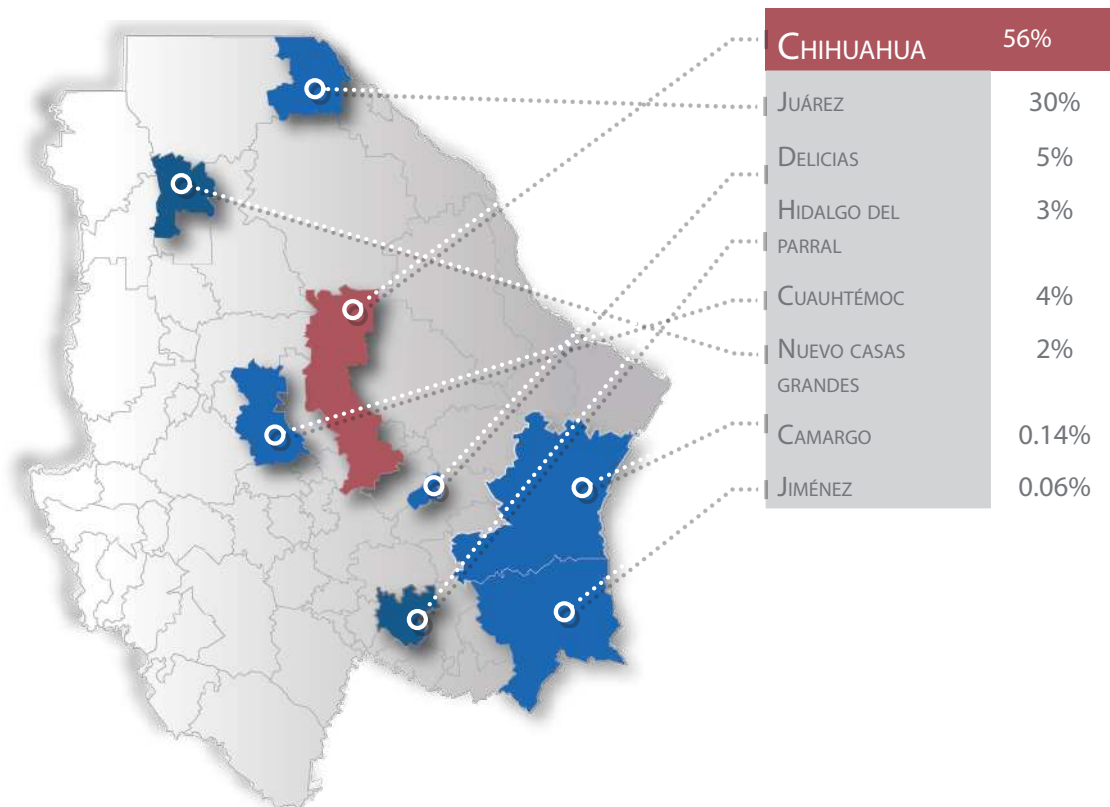 CHIHUAHUA 56%
JUÁREZ 30%
DELICIAS 5%
HIDALGO DEL 3%
PARRAL
CUAUHTÉMOC 4%
NUEVO CASAS 2%
GRANDES
CAMARGO 0.14%
JIMÉNEZ 0.06%